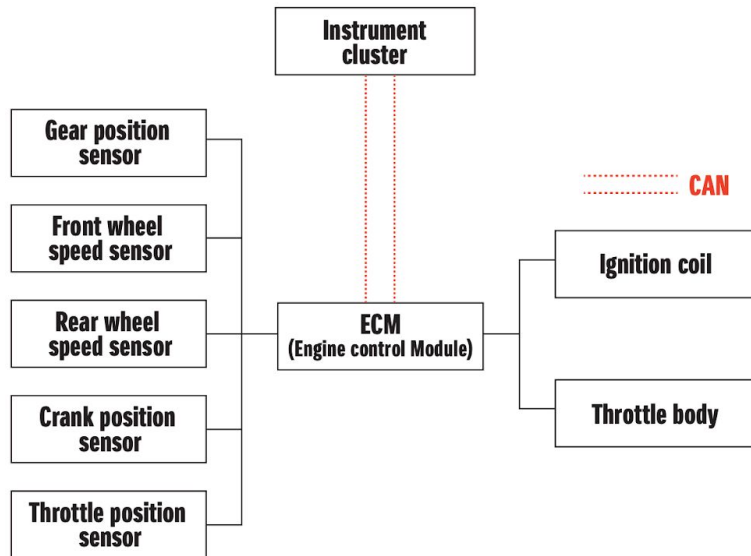 Instrument
cluster
Gear position
sensor
Front wheel
speed sensor
Rear wheel
speed sensor
Crank position
sensor
Throttle position
sensor
ECM
(Engine control Module)
CAN
Ignition coil
Throttle body